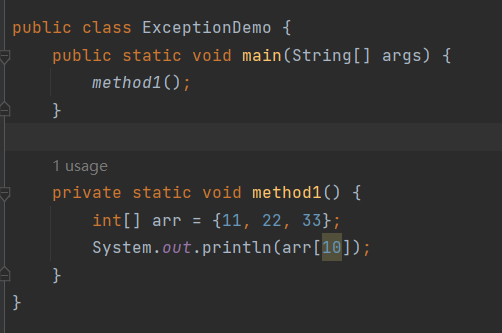 public class ExceptionDemo {
    public static void main(String[] args) {
        method1();
    }
    1 usage
    private static void method1() {
        int[] arr = {11, 22, 33};
        System.out.println(arr[10]);
    }
}